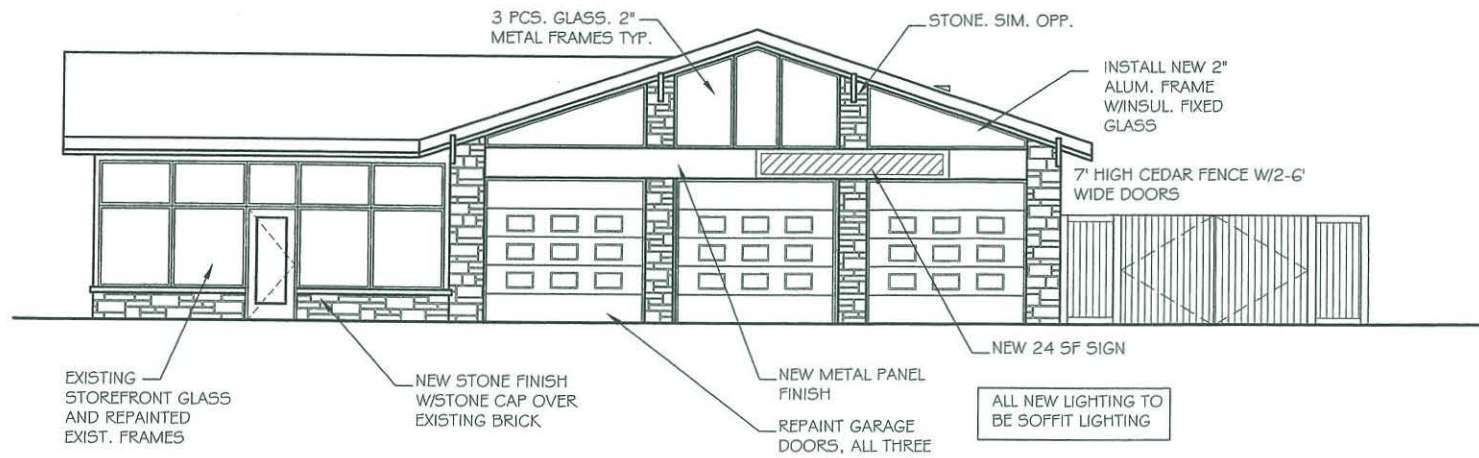 3 PCS. GLASS. 2"
METAL FRAMES TYP.
STONE. SIM. OPP.
INSTALL NEW 2"
ALUM. FRAME
W/INSUL. FIXED
GLASS
7' HIGH CEDAR FENCE W/2-6'
WIDE DOORS
EXISTING
STOREFRONT GLASS
AND REPAINTED
EXIST. FRAMES
NEW STONE FINISH
W/STONE CAP OVER
EXISTING BRICK
NEW METAL PANEL
FINISH
REPAINT GARAGE
DOORS, ALL THREE
NEW 24 SF SIGN
ALL NEW LIGHTING TO
BE SOFFIT LIGHTING